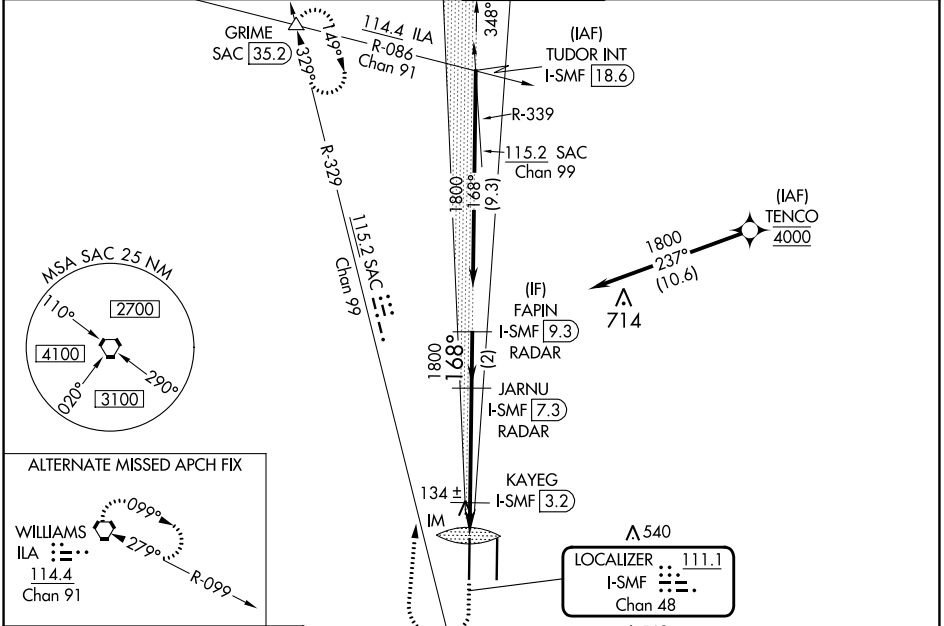 GRIME
SAC 35.2
149°
329°
114.4 ILA
R-086
Chan 91
348°
(IAF)
TUDOR INT
I-SMF 18.6
R-339
115.2 SAC
Chan 99
1800
168°
(9.3)
R-329
115.2 SAC
Chan 99
(IAF)
TENCO
4000
1800
237°
(10.6)
714
MSA SAC 25 NM
110°
2700
4100
290°
020°
3100
(IF)
FAPIN
I-SMF 9.3
RADAR
1800
168°
(2)
JARNU
I-SMF 7.3
RADAR
KAYEG
I-SMF 3.2
134 ±
IM
ALTERNATE MISSED APCH FIX
WILLIAMS
ILA
114.4
Chan 91
099°
279°
R-099
540
LOCALIZER 111.1
I-SMF
Chan 48